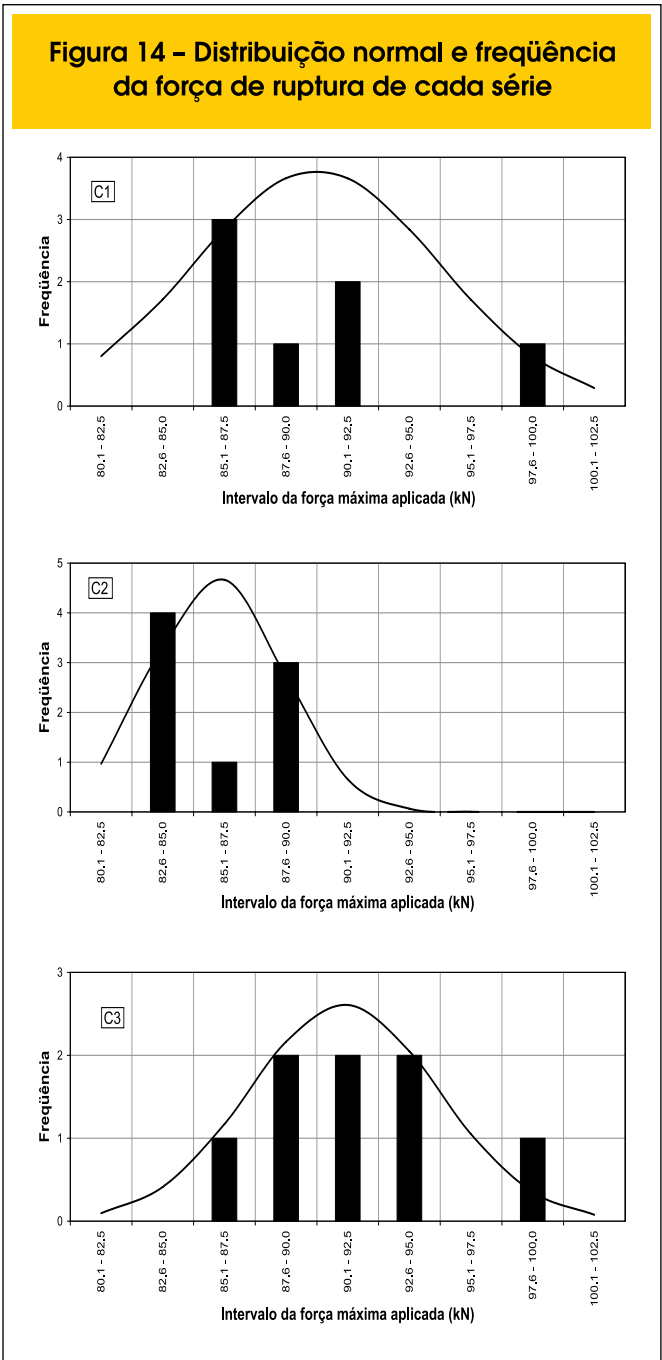 Figura 14 – Distribuição normal e freqüência
da força de ruptura de cada série
4
3
2
1
0
Freqüência
C1
80.1 - 82.5
82.6 - 85.0
85.1 - 87.5
87.6 - 90.0
90.1 - 92.5
92.6 - 95.0
95.1 - 97.5
97.6 - 100.0
100.1 - 102.5
Intervalo da força máxima aplicada (kN)
5
4
3
2
1
0
Freqüência
C2
80.1 - 82.5
82.6 - 85.0
85.1 - 87.5
87.6 - 90.0
90.1 - 92.5
92.6 - 95.0
95.1 - 97.5
97.6 - 100.0
100.1 - 102.5
Intervalo da força máxima aplicada (kN)
3
2
1
0
Freqüência
C3
80.1 - 82.5
82.6 - 85.0
85.1 - 87.5
87.6 - 90.0
90.1 - 92.5
92.6 - 95.0
95.1 - 97.5
97.6 - 100.0
100.1 - 102.5
Intervalo da força máxima aplicada (kN)